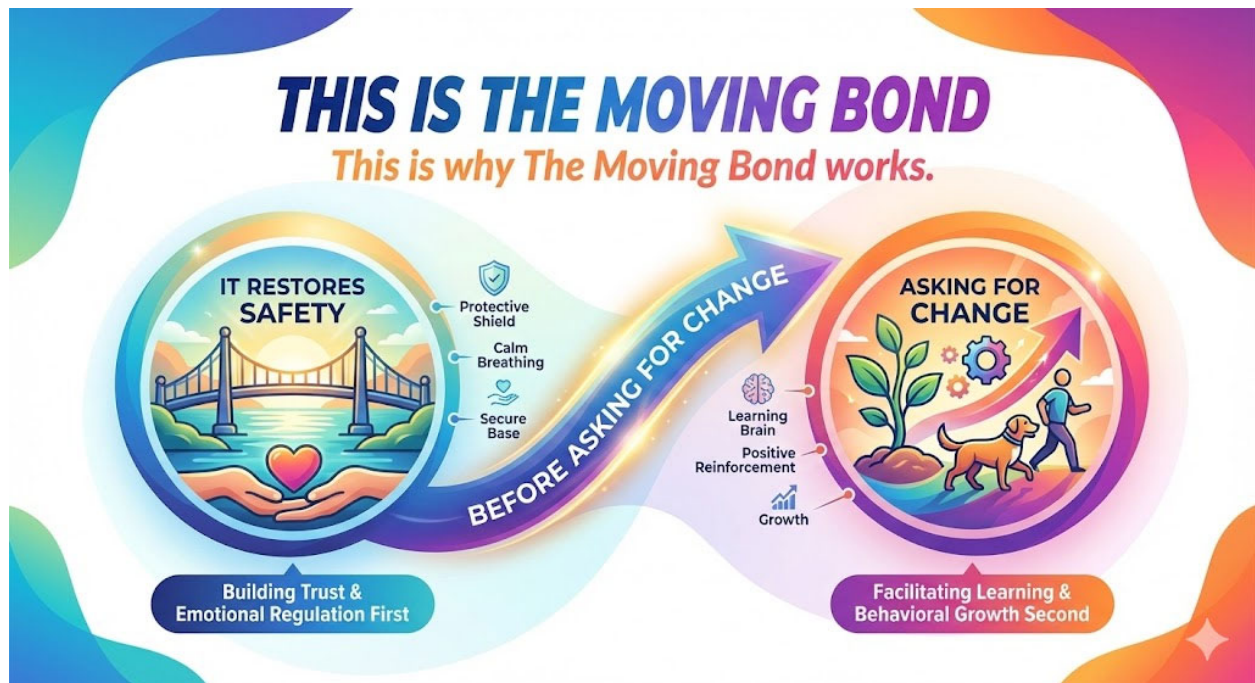 THIS IS THE MOVING BOND
This is why The Moving Bond works.
IT RESTORES
SAFETY
Protective
Shield
Calm
Breathing
Secure
Base
BEFORE ASKING FOR CHANGE
ASKING FOR
CHANGE
Learning
Brain
Positive
Reinforcement
Growth
Building Trust &
Emotional Regulation First
Facilitating Learning &
Behavioral Growth Second